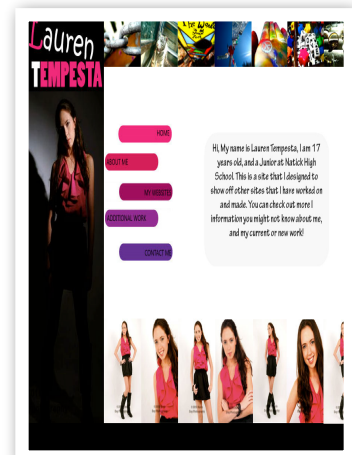 Lauren
TEMPESTA
HOME
ABOUT ME
MY WEBSITE
ADDITIONAL WORK
CONTACT ME
Hi, My name is Lauren Tempesta, I am 17
years old, and a Junior at Natick High
School. This is a site that I designed to
show off other sites that I have worked on
and made. You can check out more I
information you might not know about me,
and my current or new work!